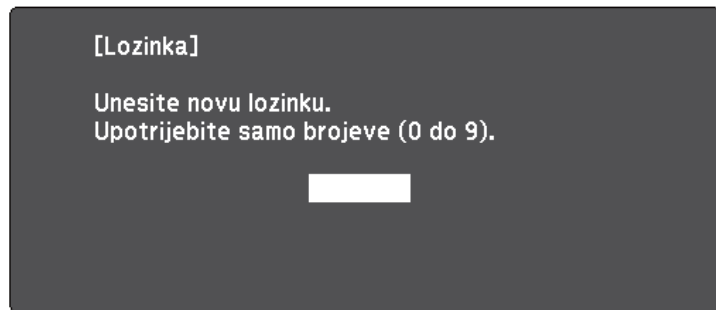 [Lozinka]
Unesite novu lozinku.
Upotrijebite samo brojeve (0 do 9).